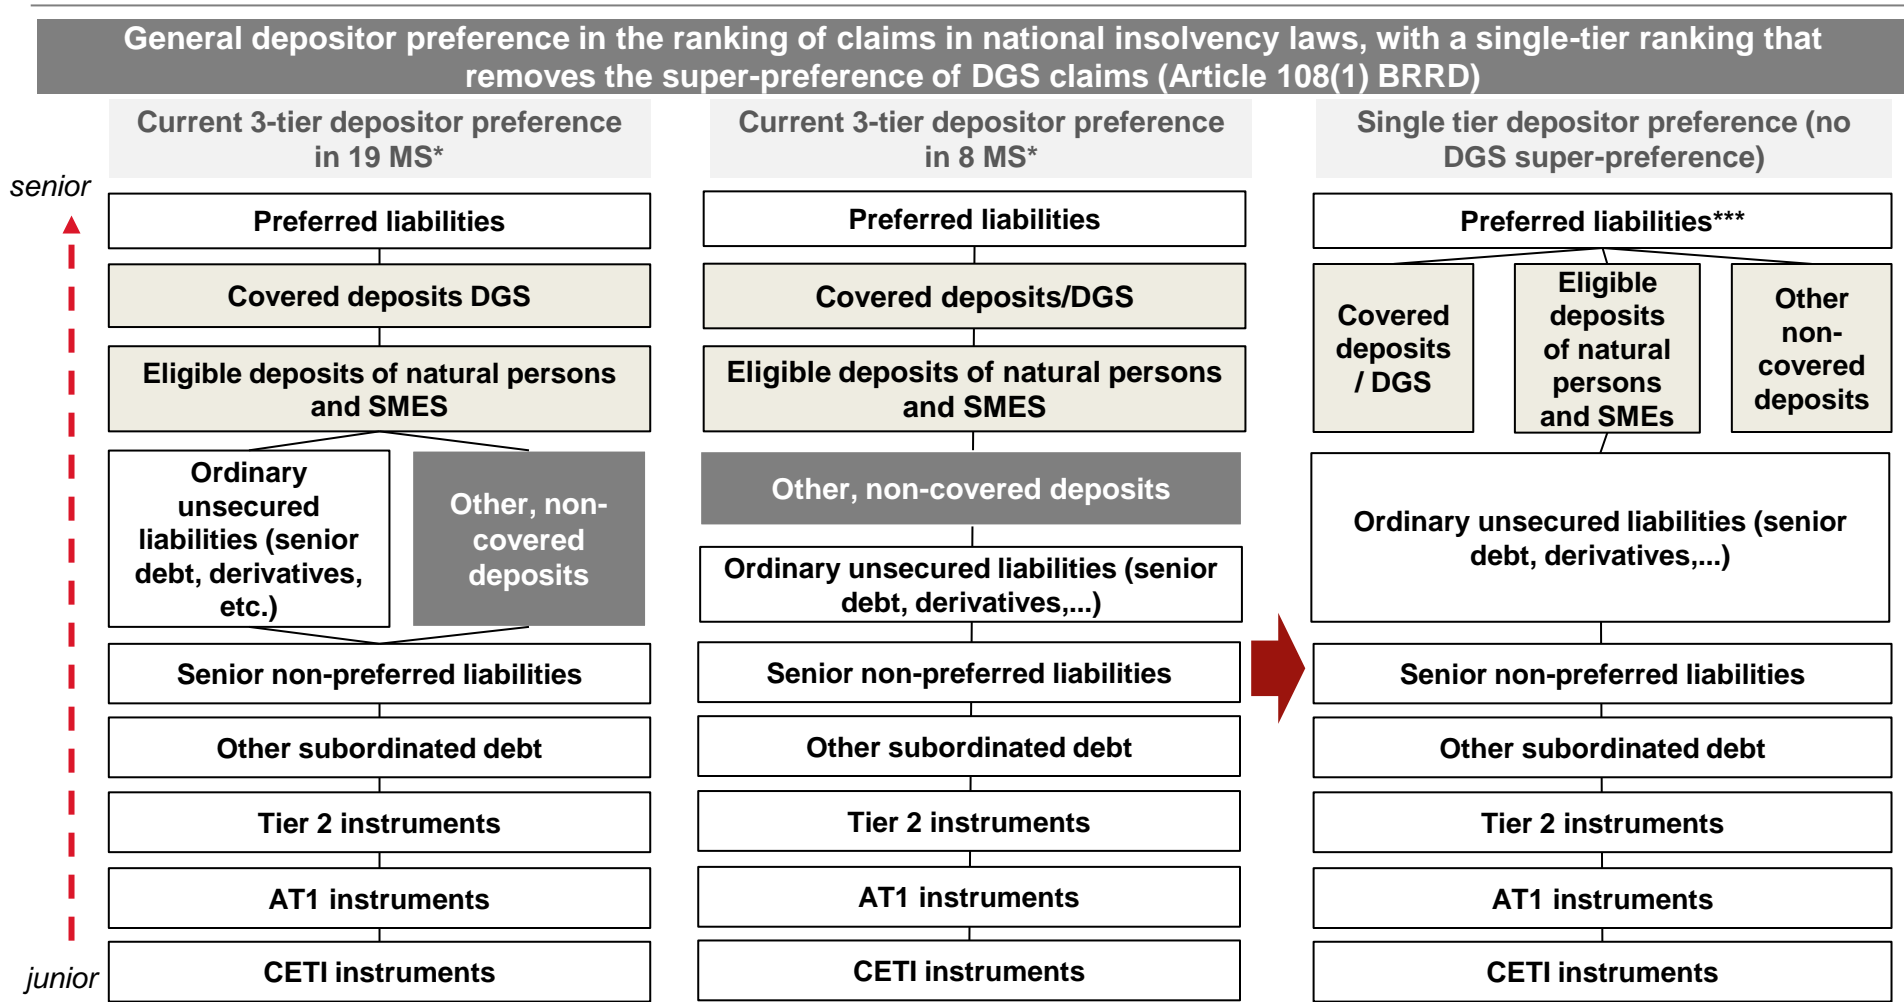 General depositor preference in the ranking of claims in national insolvency laws, with a single-tier ranking that
removes the super-preference of DGS claims (Article 108(1) BRRD)
Current 3-tier depositor preference
in 19 MS*
senior
Preferred liabilities
Covered deposits DGS
Eligible deposits of natural persons
and SMES
Ordinary
unsecured
liabilities (senior
debt, derivatives,
etc.)
Other, non-
covered
deposits
Senior non-preferred liabilities
Other subordinated debt
Tier 2 instruments
AT1 instruments
CETI instruments
junior
Current 3-tier depositor preference
in 8 MS*
Preferred liabilities
Covered deposits/DGS
Eligible deposits of natural persons
and SMES
Other, non-covered deposits
Ordinary unsecured liabilities (senior
debt, derivatives,...)
Senior non-preferred liabilities
Other subordinated debt
Tier 2 instruments
AT1 instruments
CETI instruments
Single tier depositor preference (no
DGS super-preference)
Preferred liabilities***
Covered
deposits
/ DGS
Eligible
deposits
of natural
persons
and SMEs
Other
non-
covered
deposits
Ordinary unsecured liabilities (senior
debt, derivatives,...)
Senior non-preferred liabilities
Other subordinated debt
Tier 2 instruments
AT1 instruments
CETI instruments